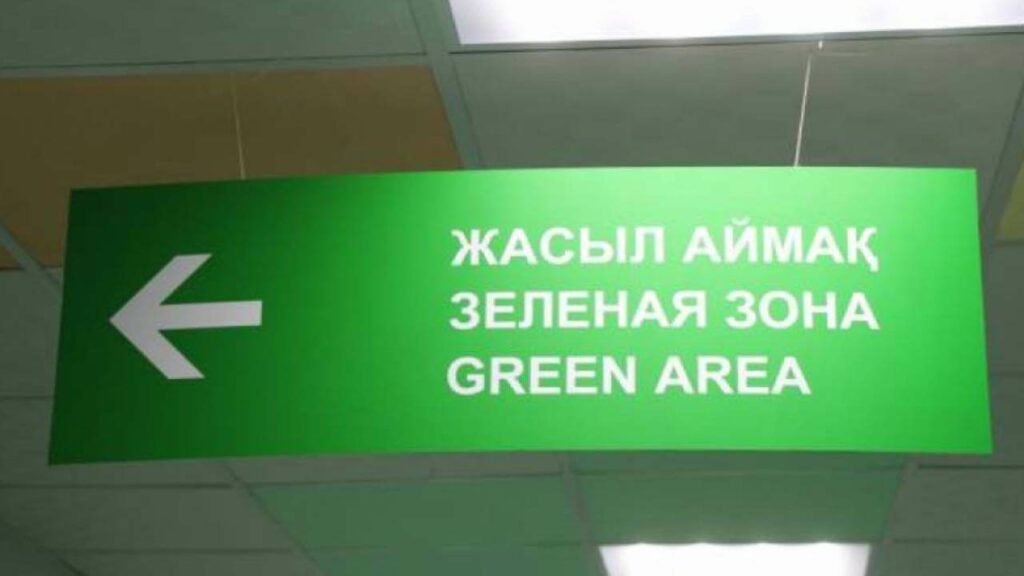 ЖАСЫЛ АЙМАҚ
ЗЕЛЕНАЯ ЗОНА
GREEN AREA